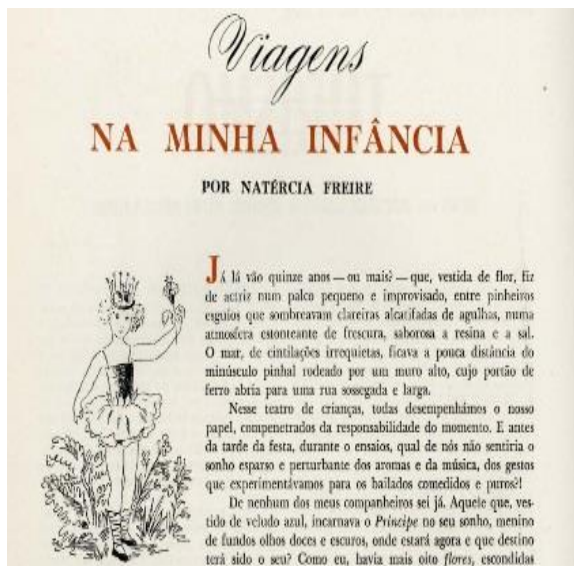 Viagens
NA MINHA INFÂNCIA
POR NATÉRCIA FREIRE
JÁ lá vão quinze anos — ou mais? — que, vestida de flor, fiz
de actriz num palco pequeno e improvisado, entre pinheiros
esguios que sombreavam clareiras alcatifadas de agulhas, numa
atmosfera estonteante de frescura, saborosa a resina e a sal.
O mar, de cintilações irrequietas, ficava a pouca distância do
minúsculo pinhal rodeado por um muro alto, cujo portão de
ferro abria para uma rua sossegada e larga.
Nesse teatro de crianças, todas desempenhámos o nosso
papel, compenetrados da responsabilidade do momento. E antes
da tarde da festa, durante o ensaios, qual de nós não sentiria o
sonho esparso e perturbante dos aromas e da música, dos gestos
que experimentávamos para os bailados comedidos e puros?!
De nenhum dos meus companheiros sei já. Aquele que, ves-
tido de veludo azul, incarnava o Príncipe no seu sonho, menino
de fundos olhos doces e escuros, onde estará agora e que destino
terá sido o seu? Como eu, havia mais oito flores, escondidas